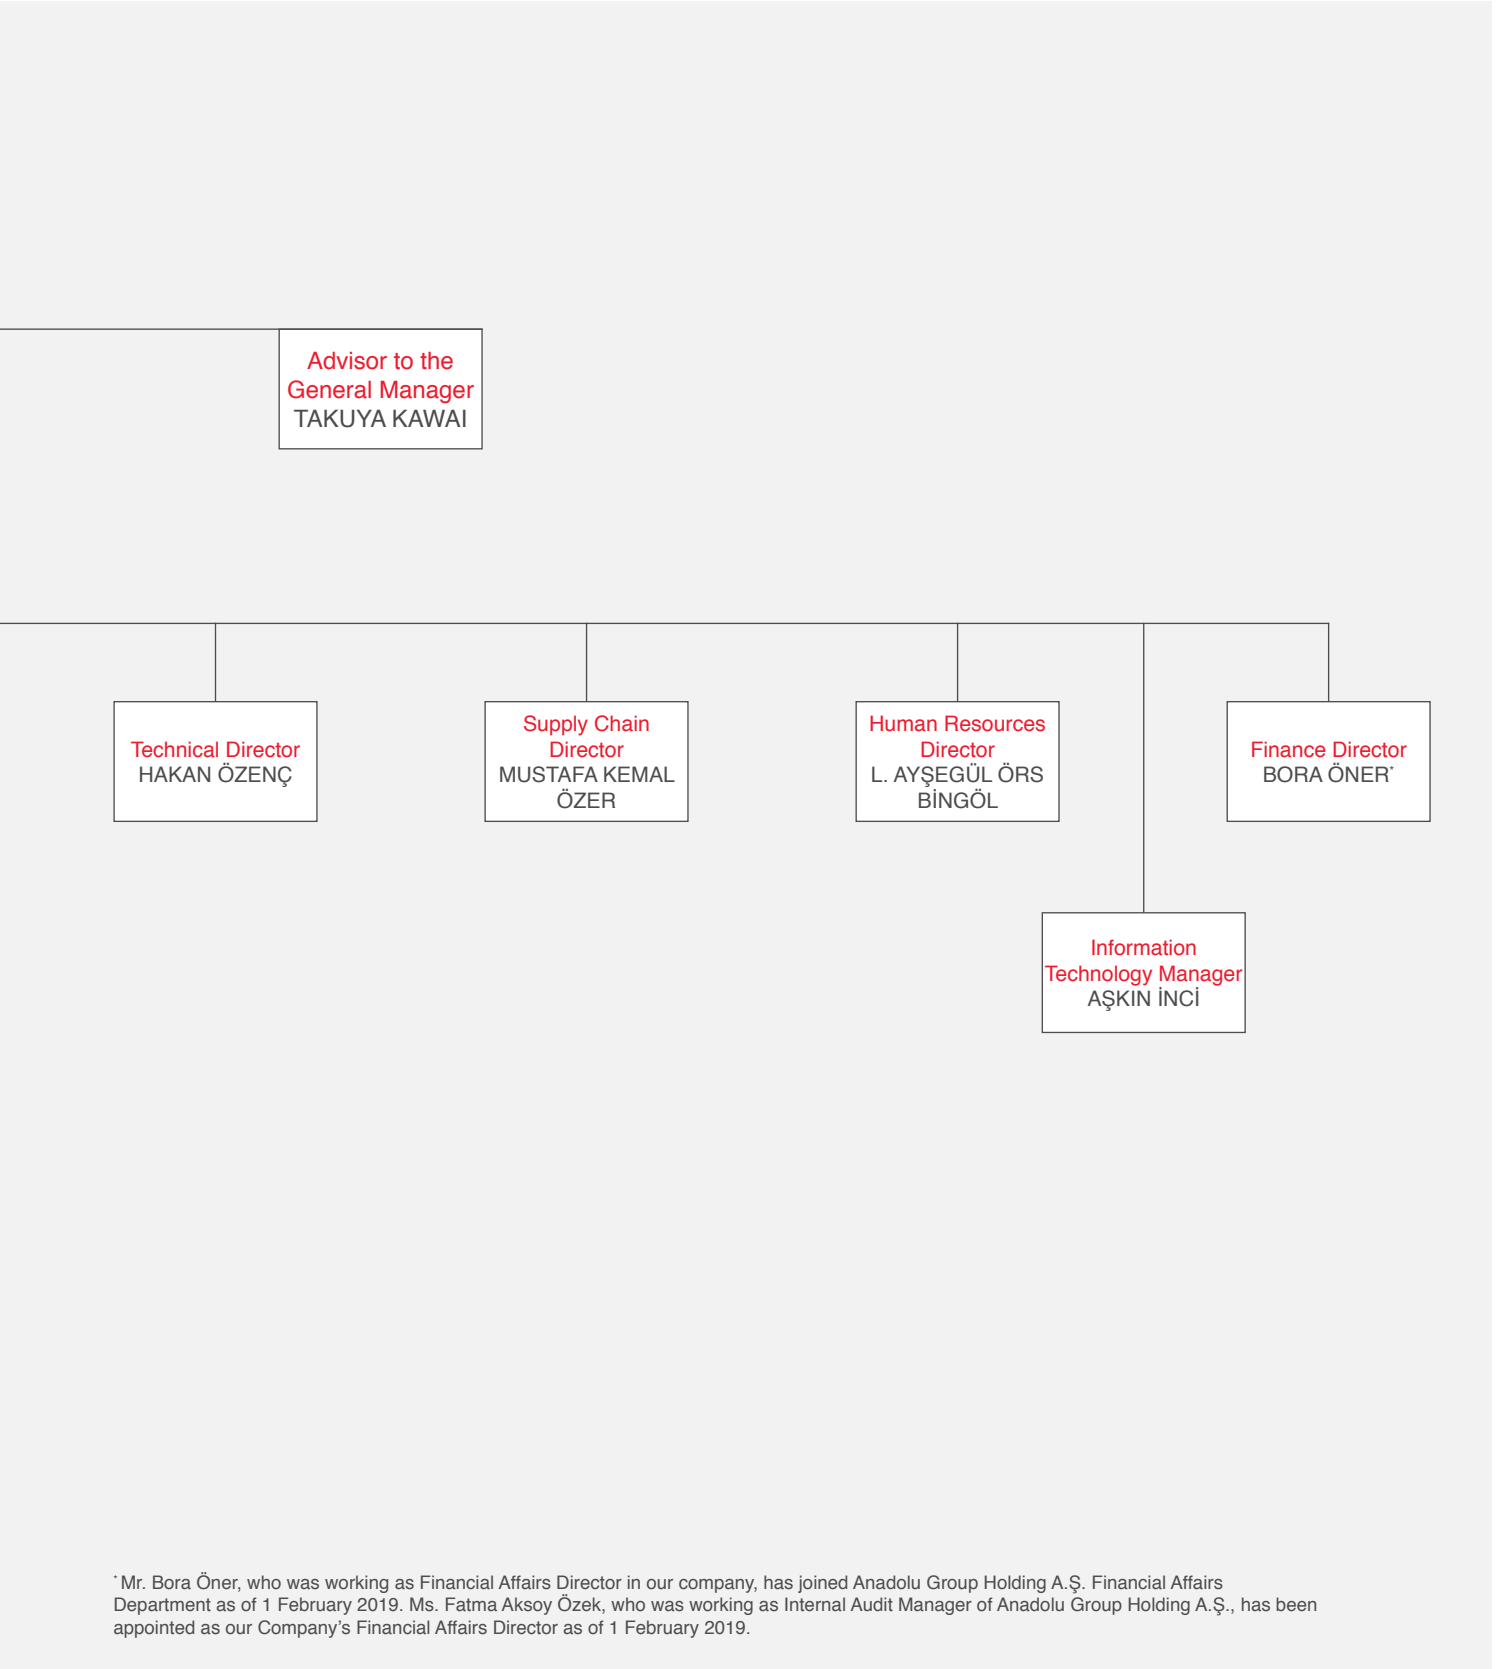 Advisor to the
General Manager
TAKUYA KAWAI
Technical Director
HAKAN ÖZENÇ
Supply Chain
Director
MUSTAFA KEMAL
ÖZER
Human Resources
Director
L. AYŞEGÜL ÖRS
BİNGÖL
Finance Director
BORA ÖNER*
Information
Technology Manager
AŞKIN İNCİ
* Mr. Bora Öner, who was working as Financial Affairs Director in our company, has joined Anadolu Group Holding A.Ş. Financial Affairs
Department as of 1 February 2019. Ms. Fatma Aksoy Özek, who was working as Internal Audit Manager of Anadolu Group Holding A.Ş., has been
appointed as our Company’s Financial Affairs Director as of 1 February 2019.